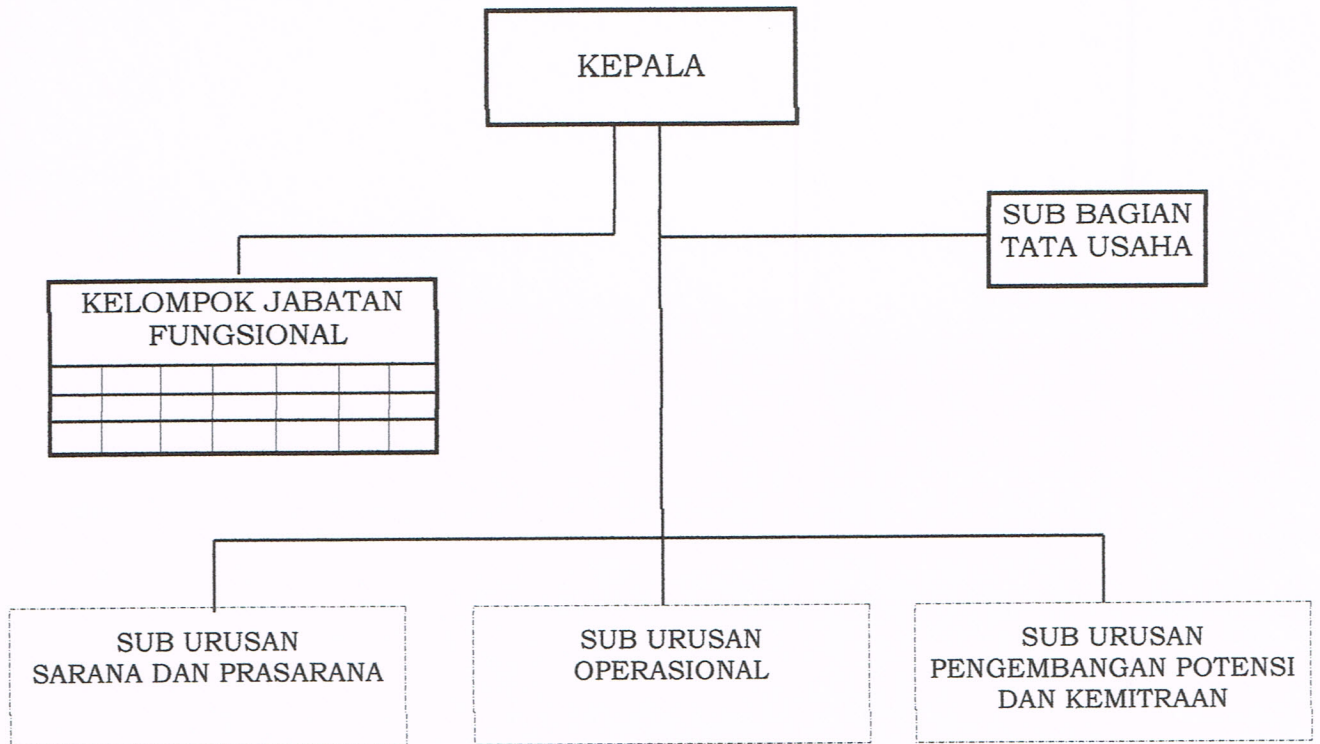 KEPALA
SUB BAGIAN
TATA USAHA
KELOMPOK JABATAN
FUNGSIONAL
SUB URUSAN
SARANA DAN PRASARANA
SUB URUSAN
OPERASIONAL
SUB URUSAN
PENGEMBANGAN POTENSI
DAN KEMITRAAN